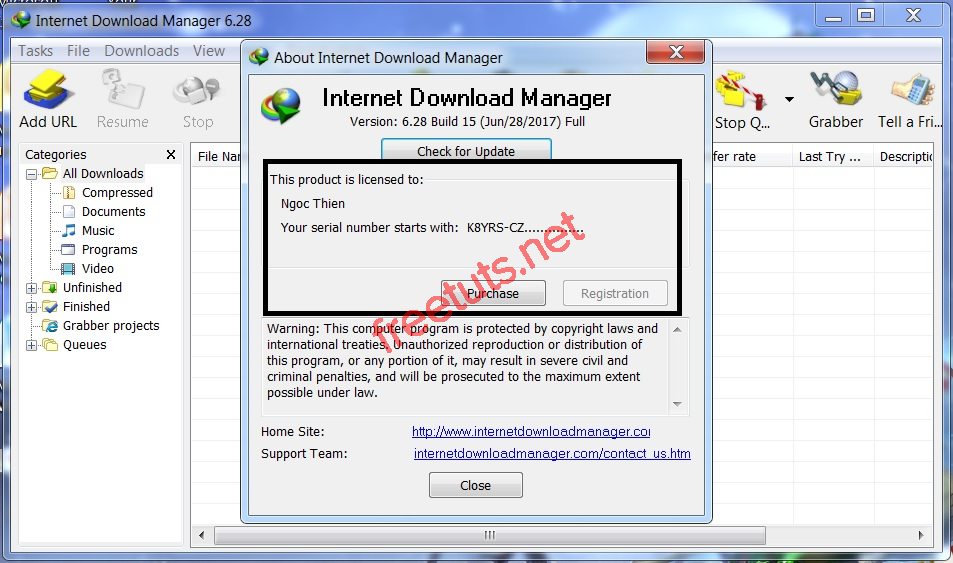 Internet Download Manager 6.28
Tasks File Downloads View
Add URL
Resume
Stop
Stop Q...
Grabber
Tell a Fri...
Categories
All Downloads
Compressed
Documents
Music
Programs
Video
Unfinished
Finished
Grabber projects
Queues
File Nar
fer rate
Last Try ...
Descriptic
About Internet Download Manager
Internet Download Manager
Version: 6.28 Build 15 (Jun/28/2017) Full
Check for Update
This product is licensed to:
Ngoc Thien
Your serial number starts with: K8YRS-CZ...............
Purchase
Registration
freetuts.net
Warning: This computer program is protected by copyright laws and
international treaties. Unauthorized reproduction or distribution of
this program, or any portion of it, may result in severe civil and
criminal penalties, and will be prosecuted to the maximum extent
possible under law.
Home Site: http://www.internetdownloadmanager.co
Support Team: internetdownloadmanager.com/contact_us.htm
Close